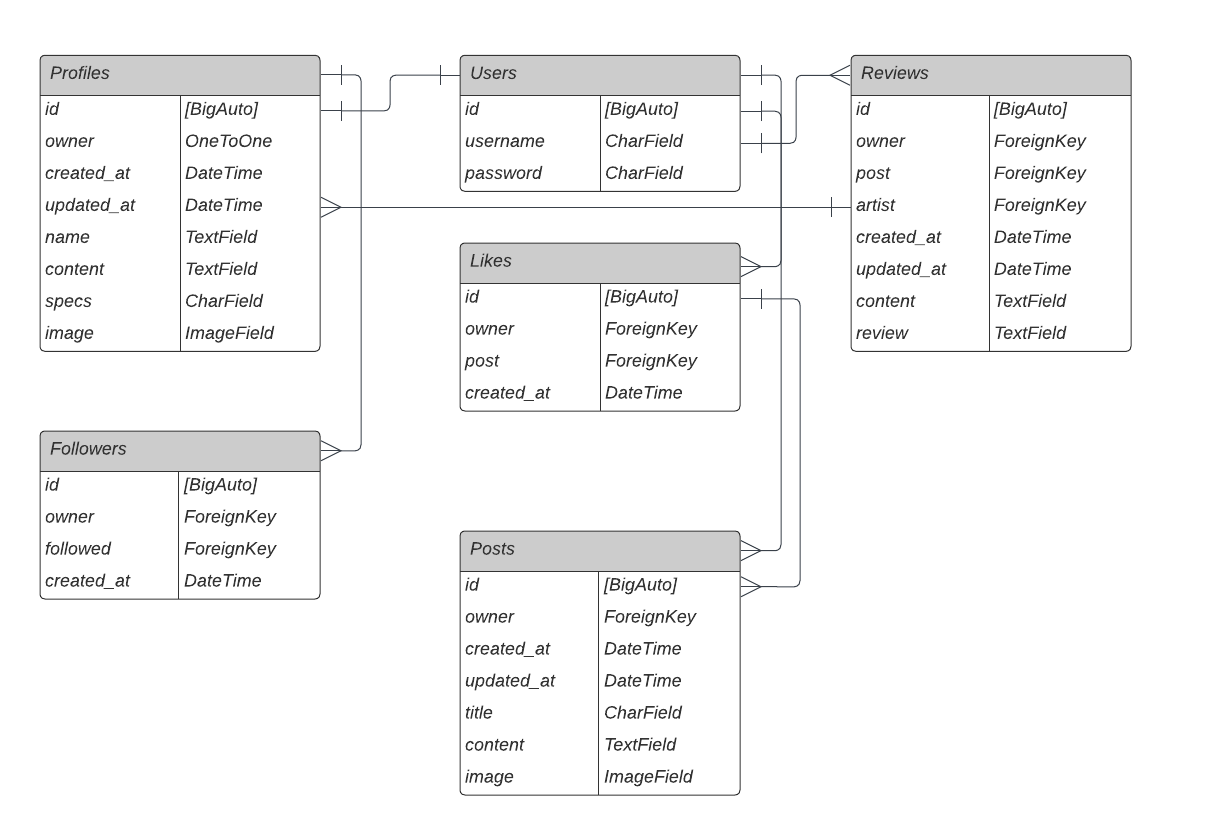 Profiles
id [BigAuto]
owner OneToOne
created_at DateTime
updated_at DateTime
name TextField
content TextField
specs CharField
image ImageField
Users
id [BigAuto]
username CharField
password CharField
Reviews
id [BigAuto]
owner ForeignKey
post ForeignKey
artist ForeignKey
created_at DateTime
updated_at DateTime
content TextField
review TextField
Likes
id [BigAuto]
owner ForeignKey
post ForeignKey
created_at DateTime
Followers
id [BigAuto]
owner ForeignKey
followed ForeignKey
created_at DateTime
Posts
id [BigAuto]
owner ForeignKey
created_at DateTime
updated_at DateTime
title CharField
content TextField
image ImageField